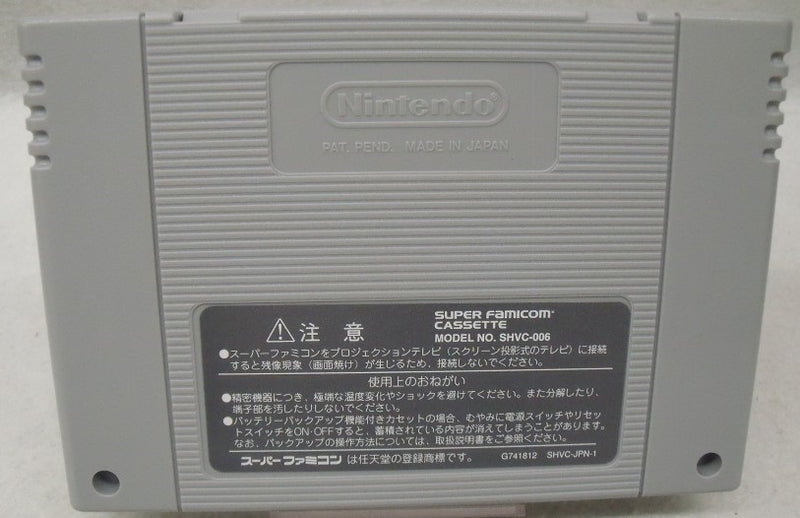 Nintendo®
PAT. PEND. MADE IN JAPAN
⚠注 意
SUPER FAMICOM™
CASSETTE
MODEL NO. SHVC-006
●スーパーファミコンをプロジェクションテレビ(スクリーン投影式のテレビ)に接続
すると残像現象(画面焼け)が生じるため、接続しないでください。
使用上のおねがい
●精密機器につき、極端な温度変化やショックを避けてください。また分解したり、
端子部を汚したりしないでください。
●バッテリーバックアップ機能付きカセットの場合、むやみに電源スイッチやリセッ
トスイッチをON・OFFすると、蓄積されている内容が消えてしまうことがあります。
なお、バックアップの操作方法については、取扱説明書をご参照ください。
スーパーファミコンは任天堂の登録商標です。
G741812 SHVC-JPN-1